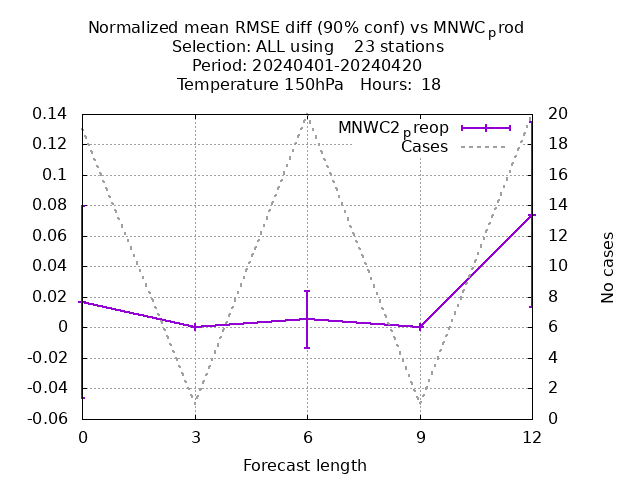 Normalized mean RMSE diff (90% conf) vs MNWC_prod
Selection: ALL using    23 stations
Period: 20240401-20240420
Temperature 150hPa   Hours:  18
MNWC2_preop
Cases
0.14
0.12
0.1
0.08
0.06
0.04
0.02
0
-0.02
-0.04
-0.06
20
18
16
14
12
10
8
6
4
2
0
No cases
0 3 6 9 12
Forecast length